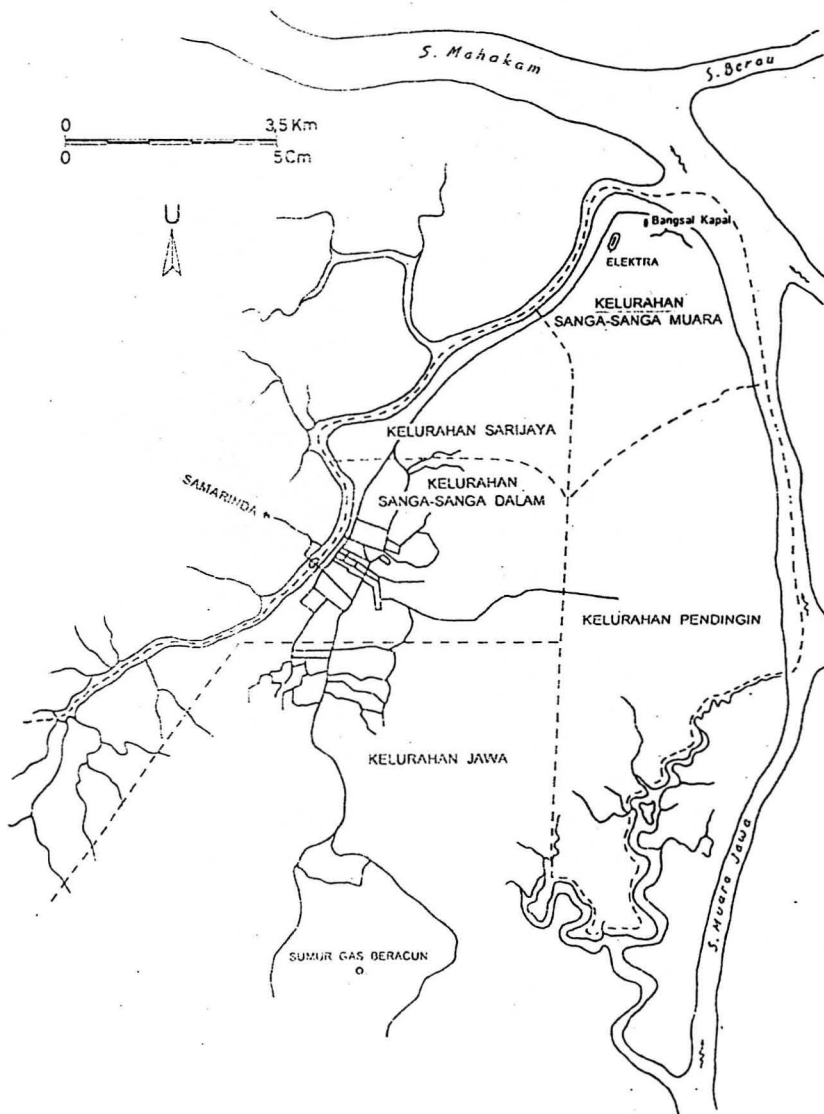 S. Mahakam
S. Berau
0 3,5 Km
0 5 Cm
U
Bangsal Kapal
ELEKTRA
KELURAHAN
SANGA-SANGA MUARA
KELURAHAN SARIJAYA
KELURAHAN
SANGA-SANGA DALAM
SAMARINDA
KELURAHAN PENDINGIN
KELURAHAN JAWA
S. Muara Jawa
SUMUR GAS BERACUN